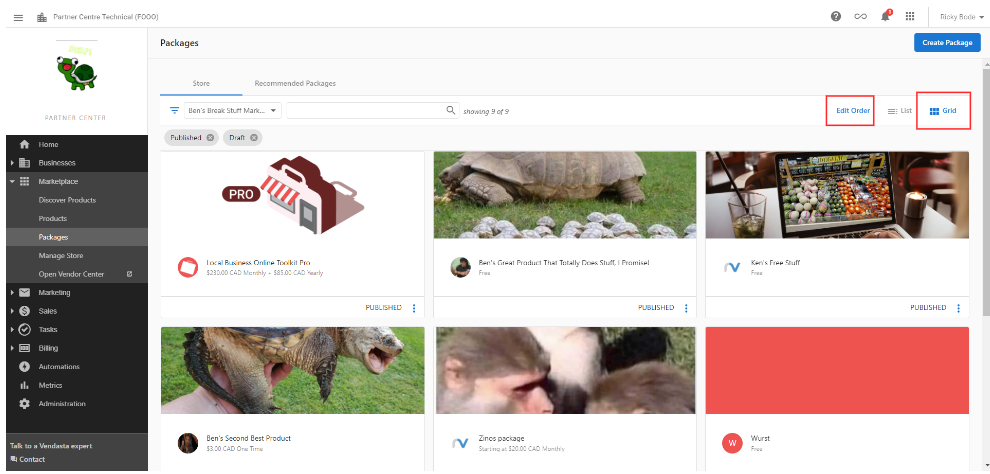 Partner Centre Technical (FDOO)
Ricky Bode
PARTNER CENTER
Home
Businesses
Marketplace
Discover Products
Products
Packages
Manage Store
Open Vendor Center
Marketing
Sales
Tasks
Billing
Automations
Metrics
Administration
Talk to a Vendasta expert
Contact
Packages
Create Package
Store
Recommended Packages
Ben's Break Stuff Mark...
showing 9 of 9
Edit Order
List
Grid
Published
Draft
PRO
Local Business Online Toolkit Pro
$230.00 CAD Monthly • $85.00 CAD Yearly
PUBLISHED
Ben's Great Product That Totally Does Stuff, I Promise!
Free
PUBLISHED
Ken's Free Stuff
Free
PUBLISHED
Ben's Second Best Product
$3.00 CAD One Time
Zinos package
Starting at $20.00 CAD Monthly
W
Wurst
Free